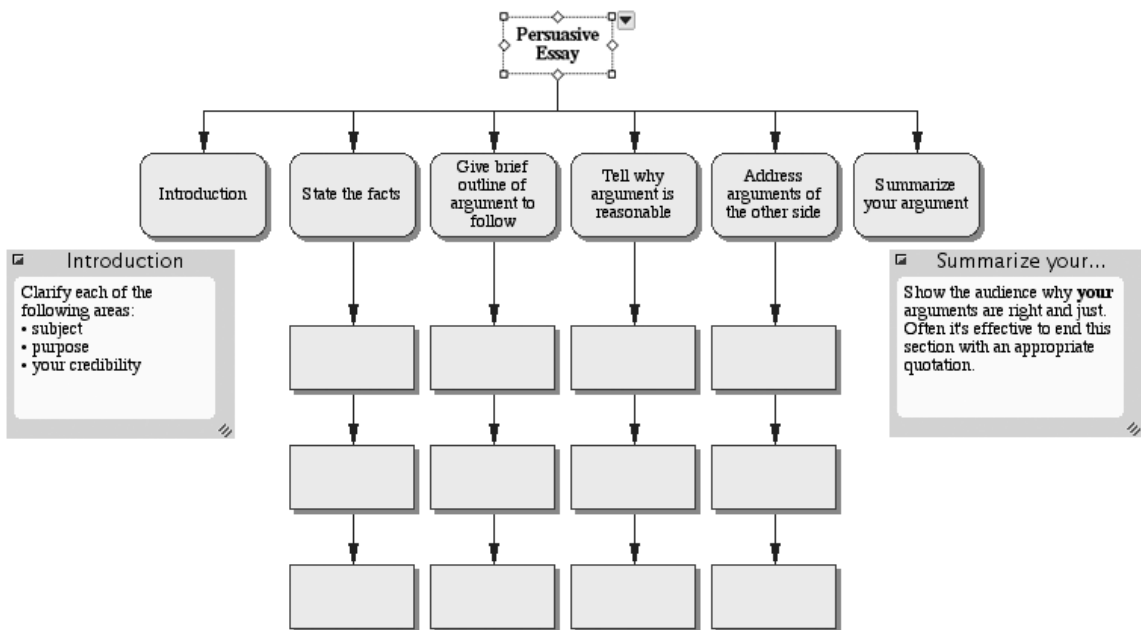 Persuasive
Essay
Introduction
State the facts
Give brief
outline of
argument to
follow
Tell why
argument is
reasonable
Address
arguments of
the other side
Summarize
your argument
Introduction
Clarify each of the
following areas:
• subject
• purpose
• your credibility
Summarize your...
Show the audience why your
arguments are right and just.
Often it's effective to end this
section with an appropriate
quotation.